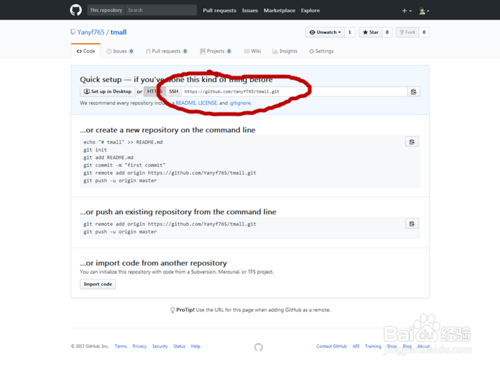 This repository Search Pull requests Issues Marketplace Explore
Yanyf765 / tmall Unwatch 1 Star 0 Fork 0
Code Issues 0 Pull requests 0 Projects 0 Wiki Insights Settings
Quick setup — if you've done this kind of thing before
Set up in Desktop or SSH https://github.com/Yanyf765/tmall.git
We recommend every repository include a README, LICENSE, and .gitignore.
...or create a new repository on the command line
echo "# tmall" >> README.md
git init
git add README.md
git commit -m "first commit"
git remote add origin https://github.com/Yanyf765/tmall.git
git push -u origin master
...or push an existing repository from the command line
git remote add origin https://github.com/Yanyf765/tmall.git
git push -u origin master
...or import code from another repository
You can initialize this repository with code from a Subversion, Mercurial, or TFS project.
Import code
ProTip! Use the URL for this page when adding GitHub as a remote.
© 2017 GitHub, Inc. Terms Privacy Security Status Help Contact GitHub API Training Shop Blog About
Baidu 经验
jingyan.baidu.com